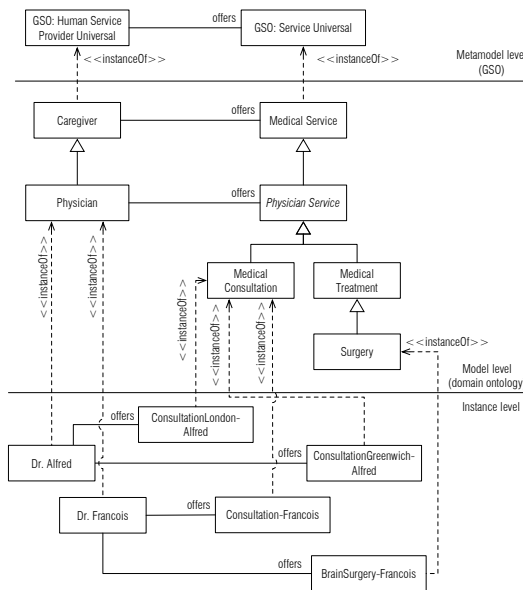 GSO: Human Service
Provider Universal
offers
GSO: Service Universal
<<instanceOf>>
<<instanceOf>>
Metamodel level
(GSO)
Caregiver
offers
Medical Service
Physician
offers
Physician Service
<<instanceOf>>
<<instanceOf>>
Medical
Consultation
Medical
Treatment
<<instanceOf>>
<<instanceOf>>
<<instanceOf>>
Surgery
<<instanceOf>>
Model level
(domain ontology)
Instance level
offers
ConsultationLondon-
Alfred
Dr. Alfred
offers
ConsultationGreenwich-
Alfred
Dr. Francois
offers
Consultation-Francois
offers
BrainSurgery-Francois